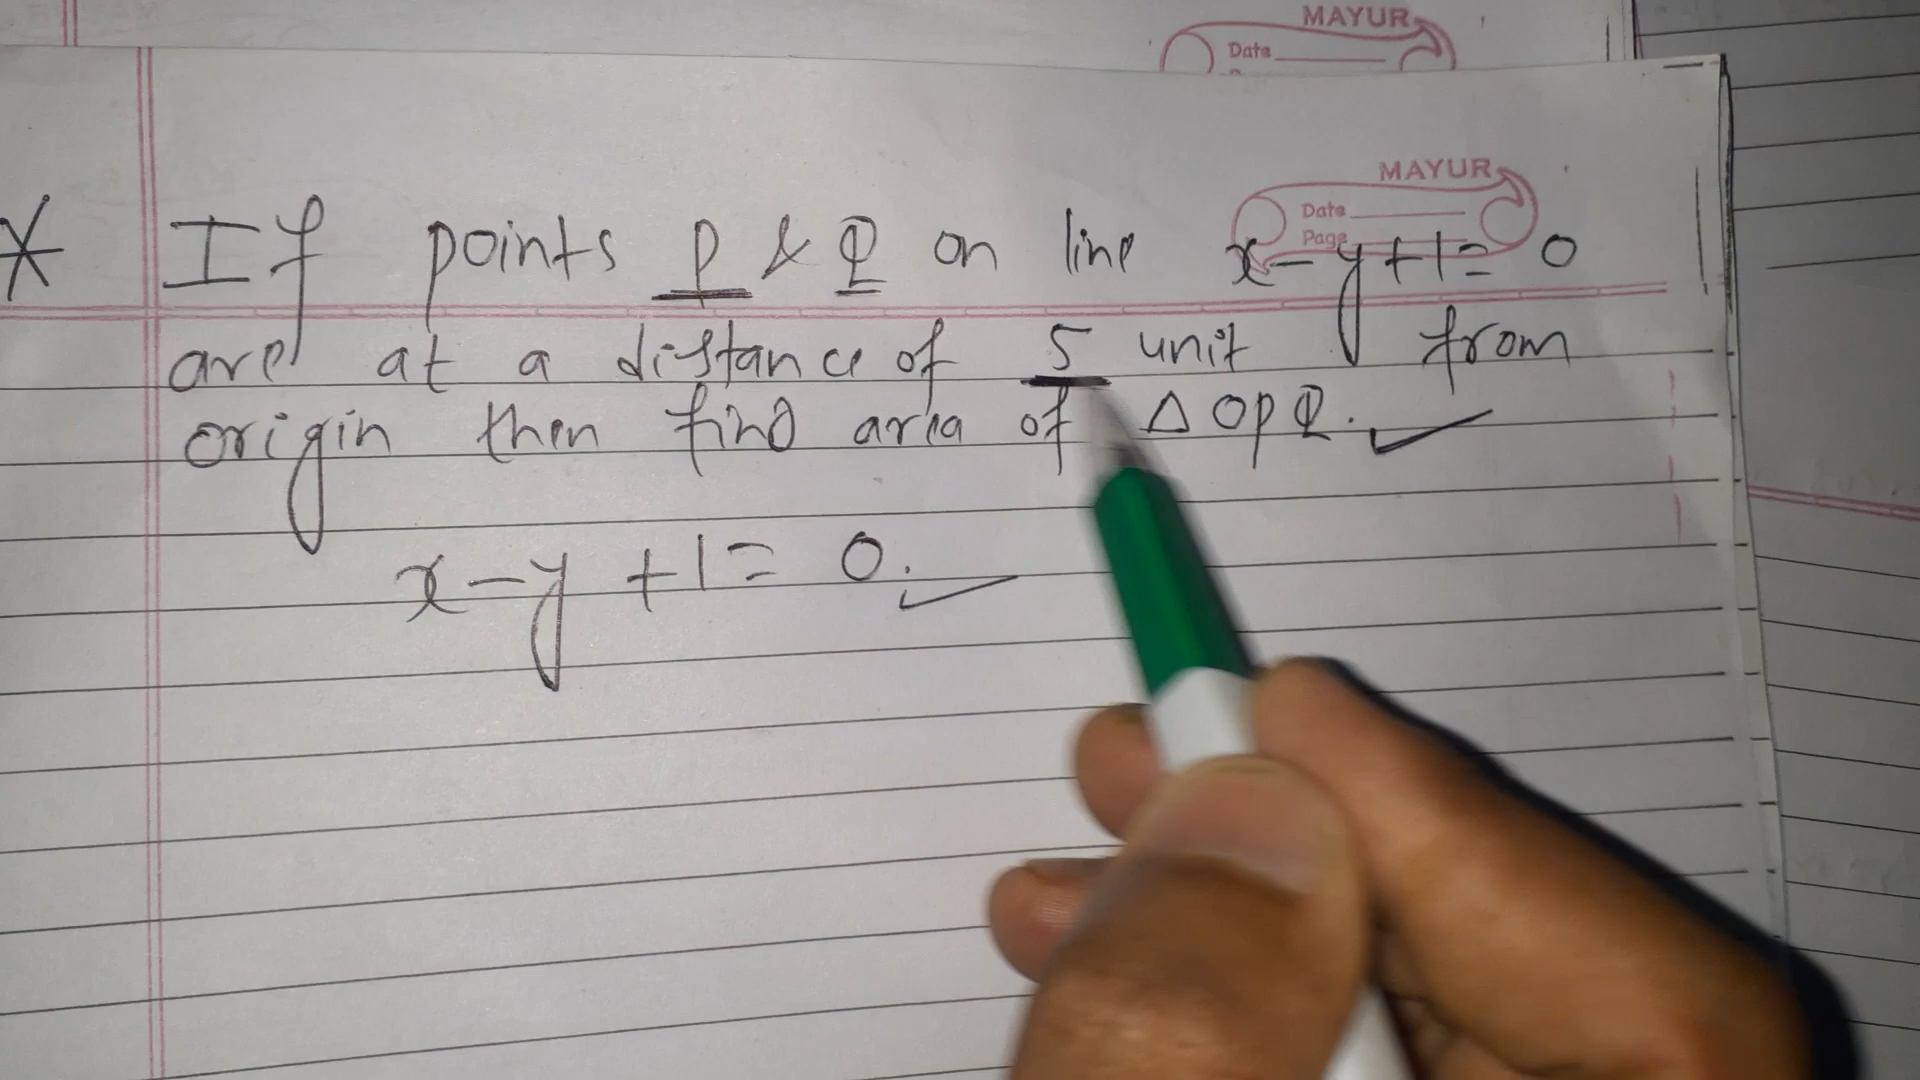 MAYUR
Date
MAYUR
Date
Page
* If points P & Q on line x-y+1=0
are at a distance of 5 unit from
origin then find area of Δ OPQ.
x-y+1=0.